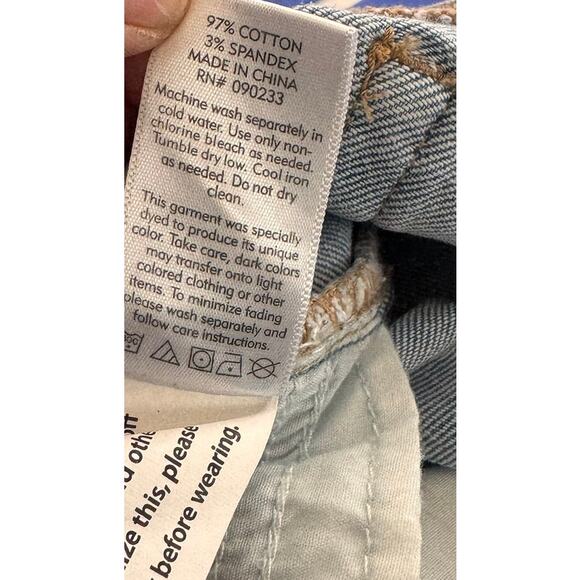 97% COTTON
3% SPANDEX
MADE IN CHINA
RN# 090233
Machine wash separately in
cold water. Use only non-
chlorine bleach as needed.
Tumble dry low. Cool iron
as needed. Do not dry
clean.
This garment was specially
dyed to produce its unique
color. Take care, dark colors
may transfer onto light
colored clothing or other
items. To minimize fading
please wash separately and
follow care instructions.
off
this, please
before wearing.